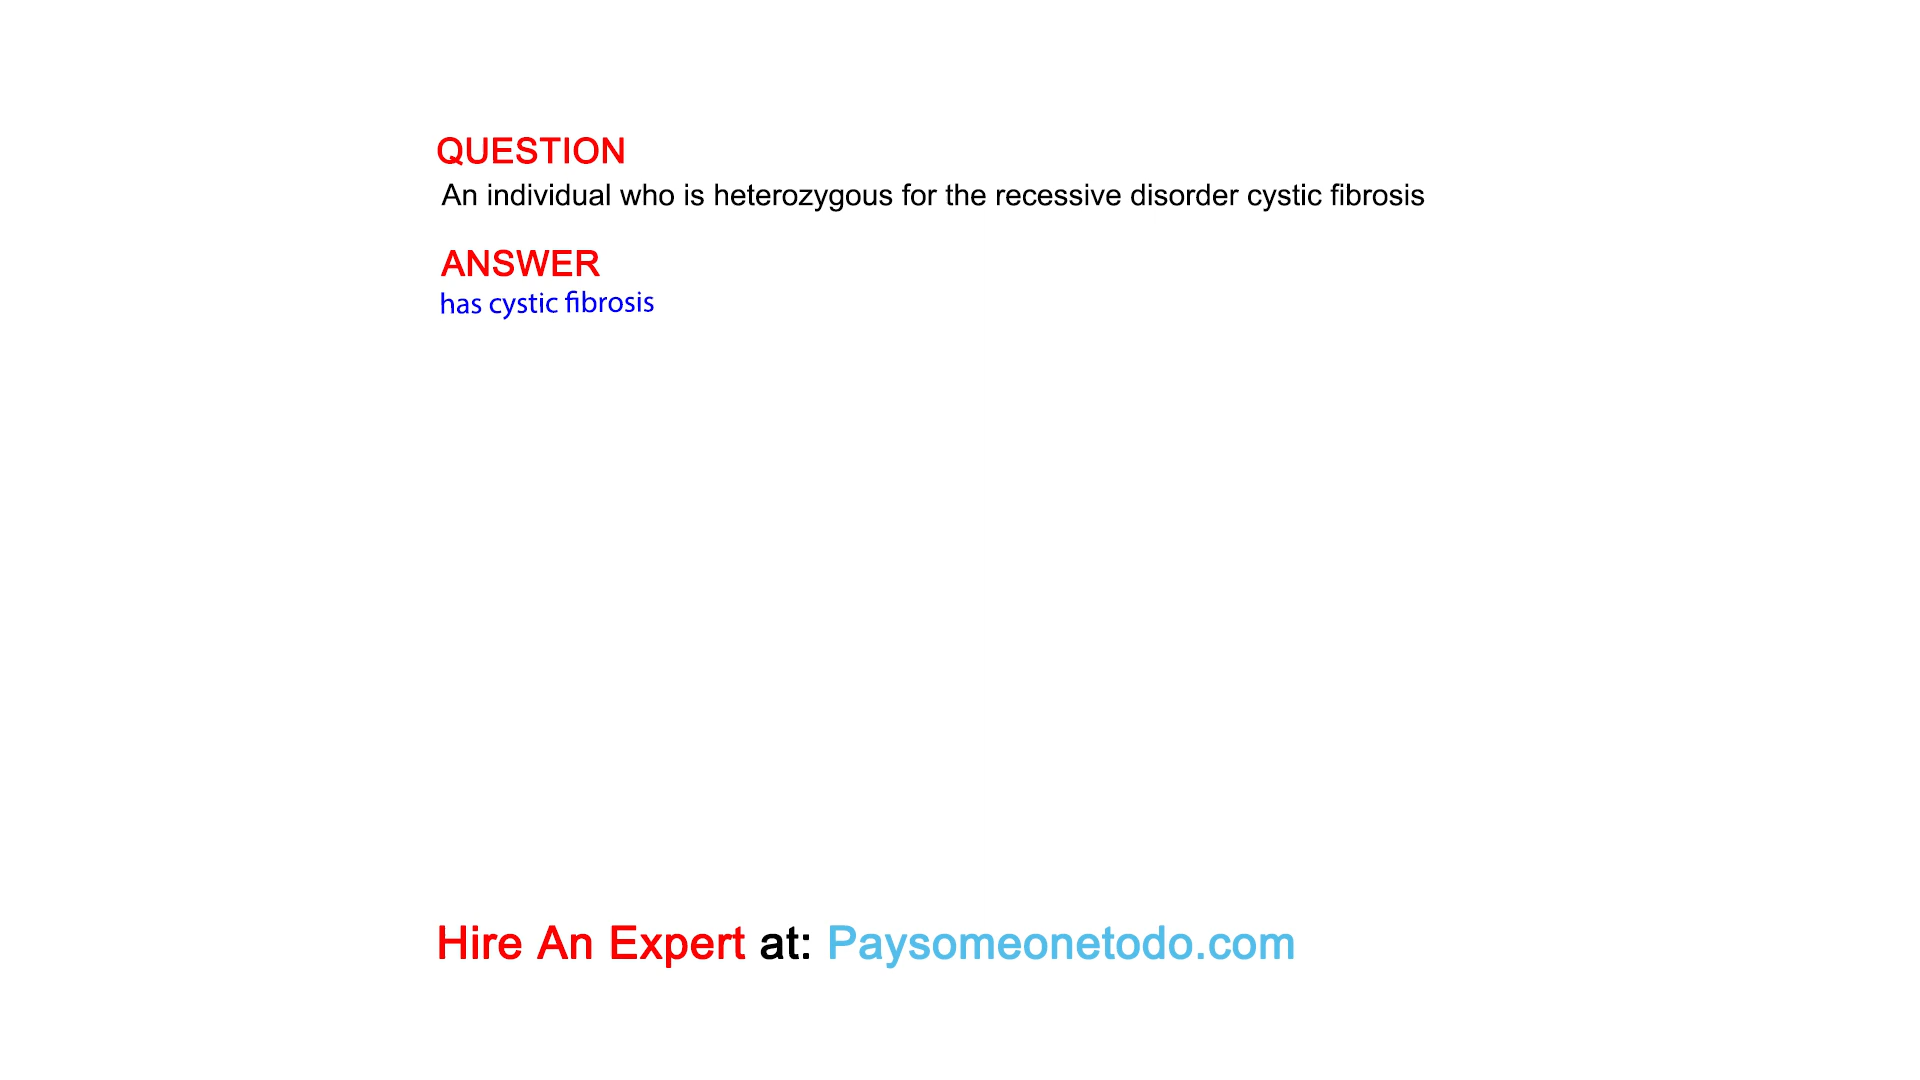 QUESTION
An individual who is heterozygous for the recessive disorder cystic fibrosis
ANSWER
has cystic fibrosis
Hire An Expert at: Paysomeonetodo.com